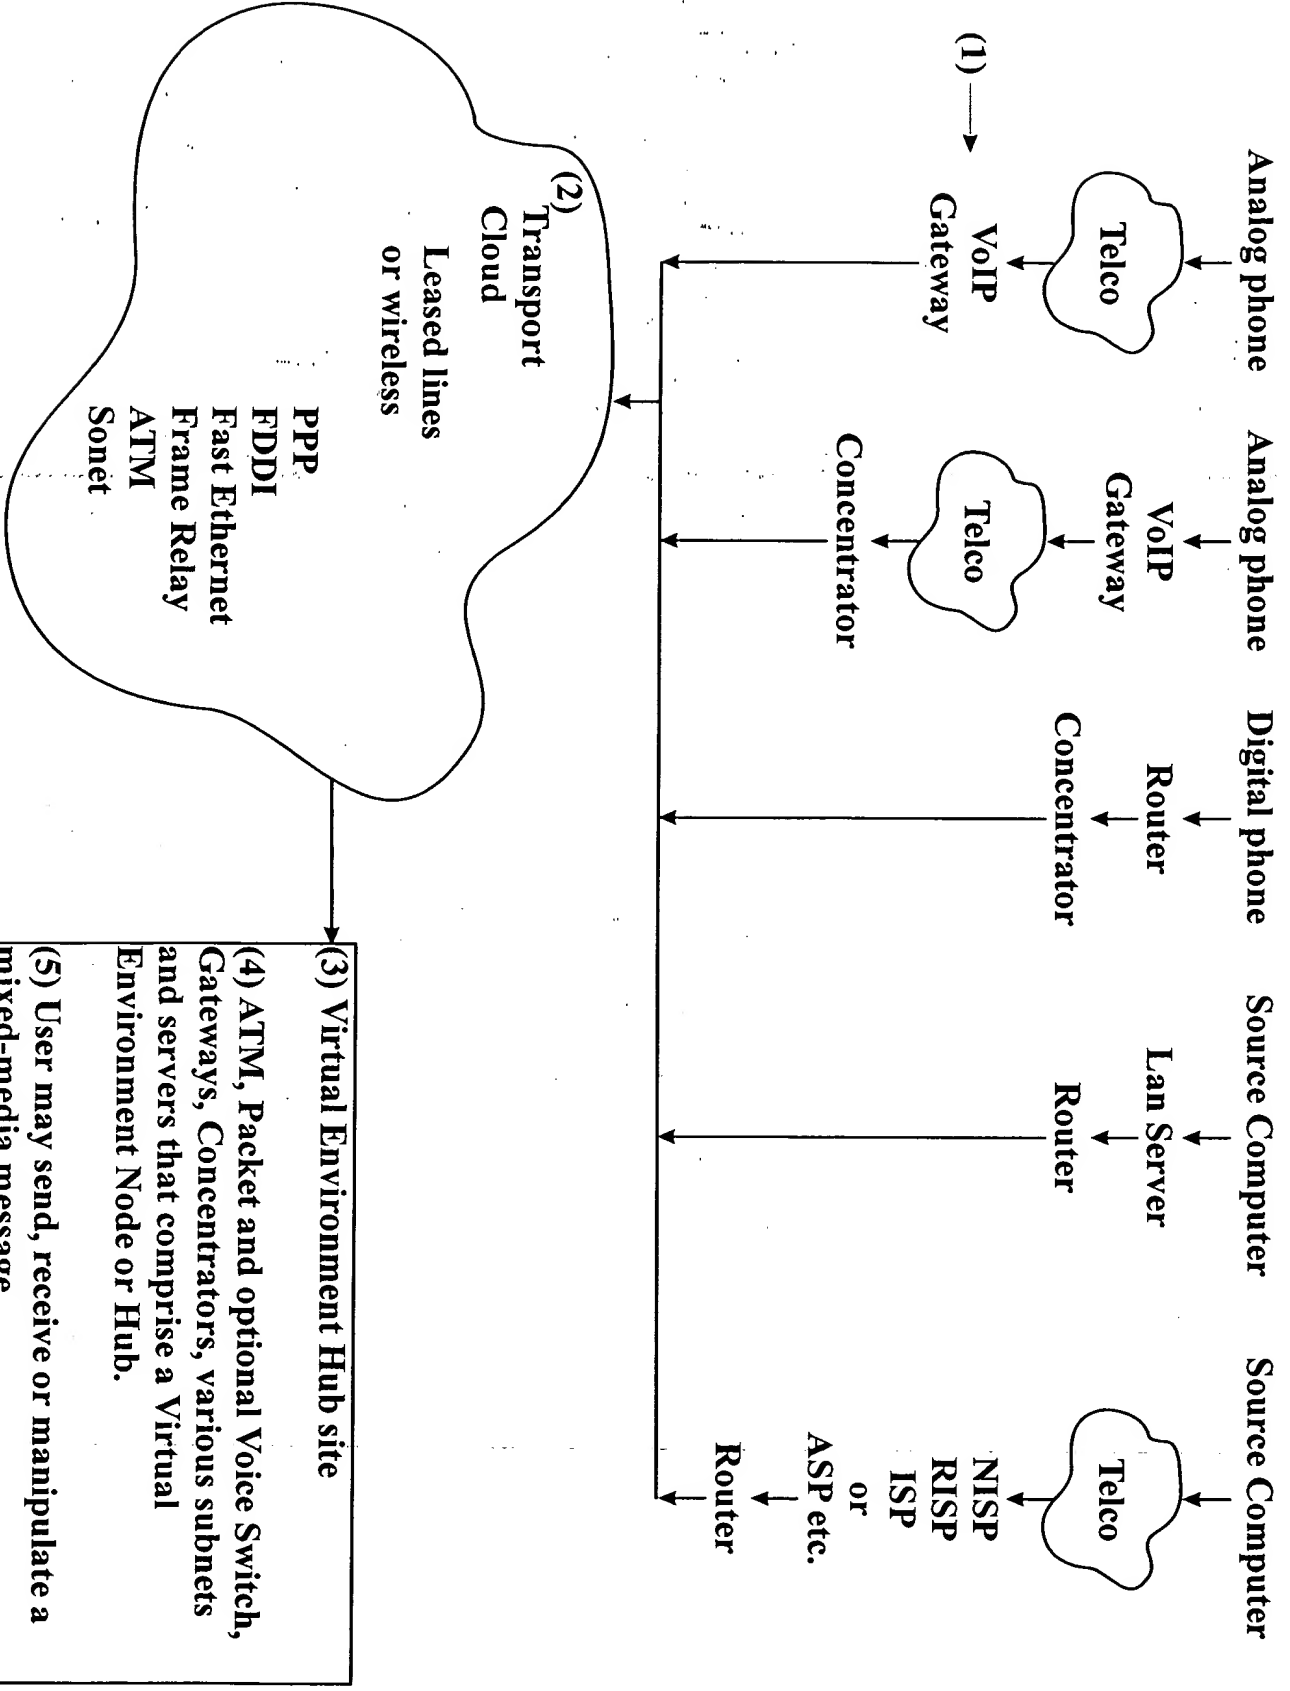 Analog phone
Analog phone
Digital phone
Source Computer
Source Computer
Telco
VoIP
Gateway
Router
Lan Server
Telco
(1)
VoIP
Gateway
Telco
Concentrator
Router
NISP
RISP
ISP
or
ASP etc.
Concentrator
Router
(2)
Transport
Cloud
Leased lines
or wireless
PPP
FDDI
Fast Ethernet
Frame Relay
ATM
Sonet
(3) Virtual Environment Hub site
(4) ATM, Packet and optional Voice Switch,
Gateways, Concentrators, various subnets
and servers that comprise a Virtual
Environment Node or Hub.
(5) User may send, receive or manipulate a
mixed-media message